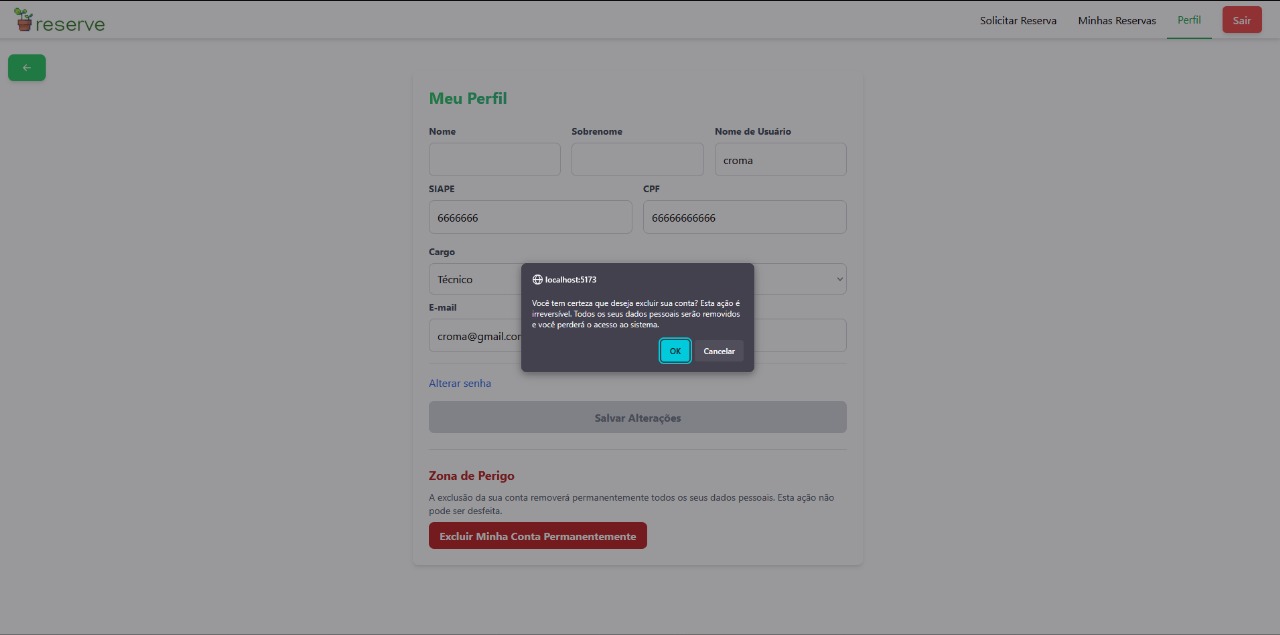 reserve
Solicitar Reserva Minhas Reservas Perfil Sair
←
Meu Perfil
Nome Sobrenome Nome de Usuário
croma
SIAPE CPF
6666666 66666666666
Cargo
Técnico
E-mail
croma@gmail.com
localhost:5173
Você tem certeza que deseja excluir sua conta? Esta ação é
irreversível. Todos os seus dados pessoais serão removidos
e você perderá o acesso ao sistema.
OK Cancelar
Alterar senha
Salvar Alterações
Zona de Perigo
A exclusão da sua conta removerá permanentemente todos os seus dados pessoais. Esta ação não
pode ser desfeita.
Excluir Minha Conta Permanentemente